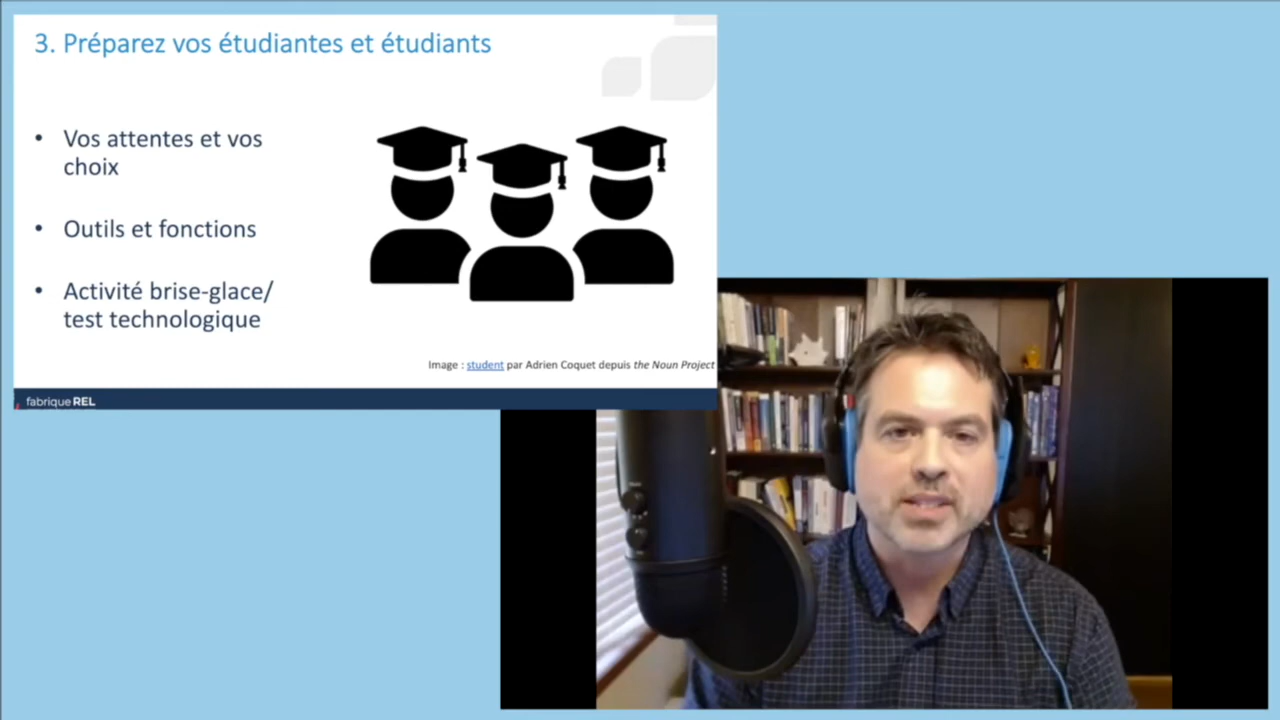 3. Préparez vos étudiantes et étudiants
• Vos attentes et vos
choix
• Outils et fonctions
• Activité brise-glace/
test technologique
Image : student par Adrien Coquet depuis the Noun Project
fabrique REL